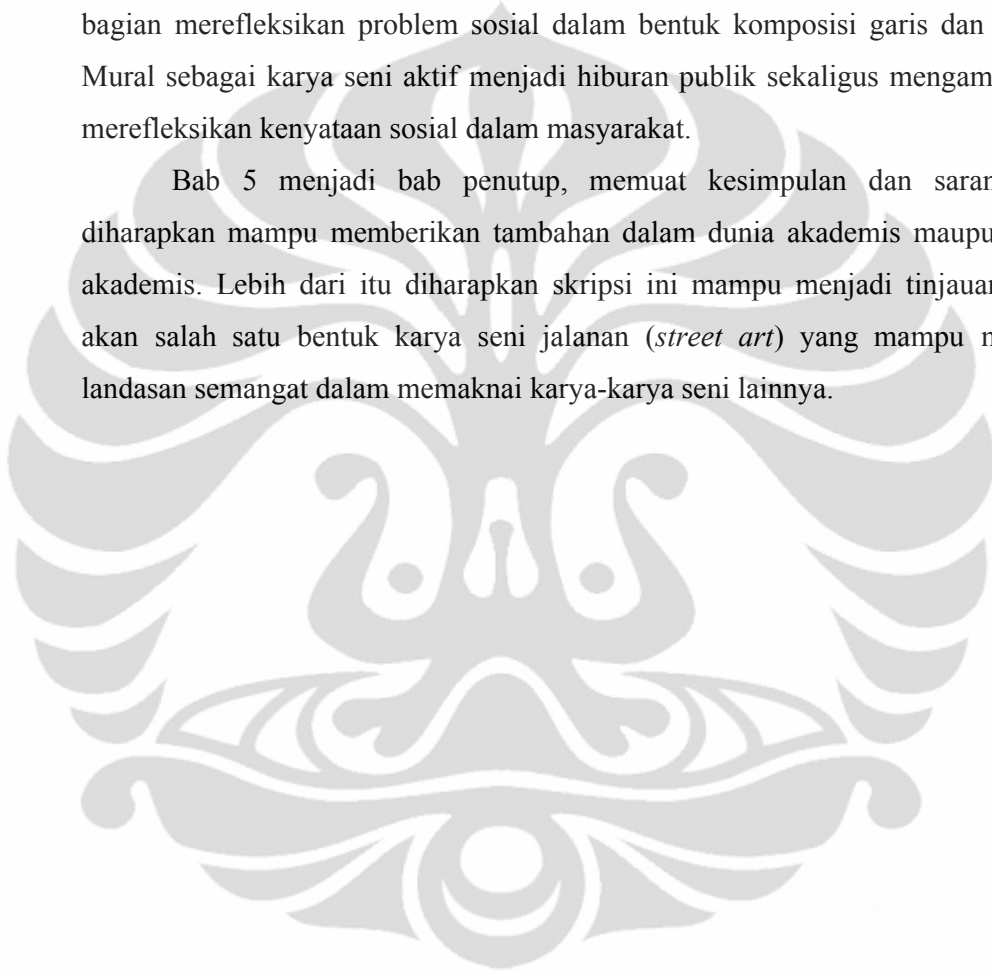 bagian merefleksikan problem sosial dalam bentuk komposisi garis dan
Mural sebagai karya seni aktif menjadi hiburan publik sekaligus mengam
merefleksikan kenyataan sosial dalam masyarakat.
Bab 5 menjadi bab penutup, memuat kesimpulan dan saran
diharapkan mampu memberikan tambahan dalam dunia akademis maupu
akademis. Lebih dari itu diharapkan skripsi ini mampu menjadi tinjauan
akan salah satu bentuk karya seni jalanan (street art) yang mampu m
landasan semangat dalam memaknai karya-karya seni lainnya.